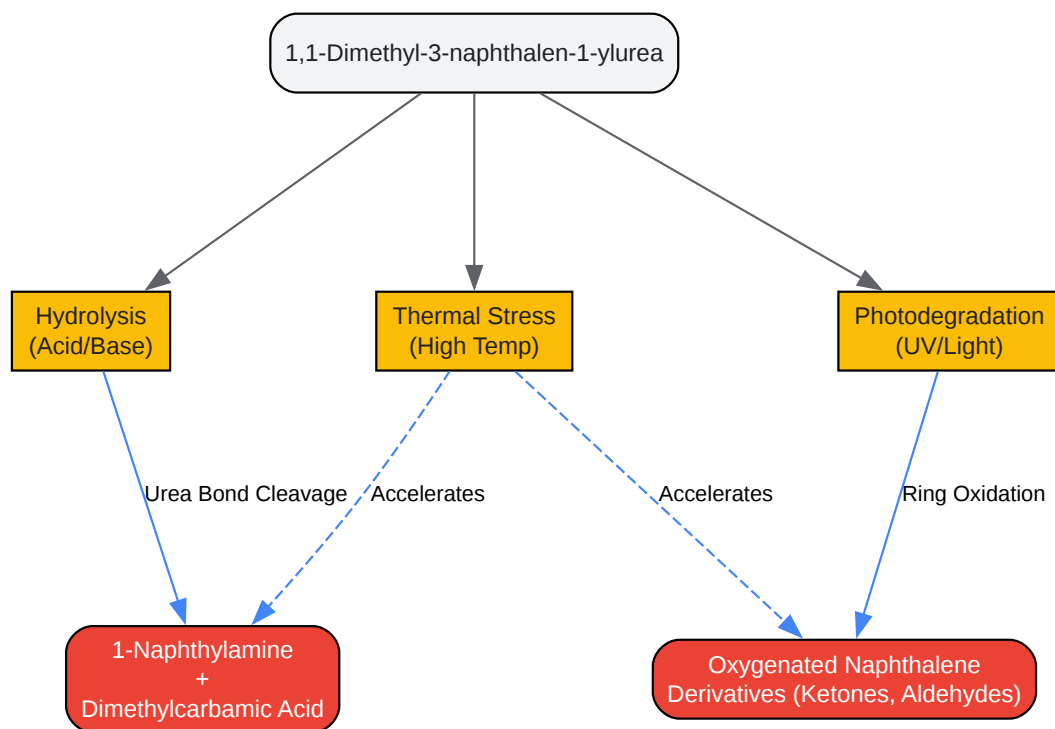 1,1-Dimethyl-3-naphthalen-1-ylurea
Hydrolysis
(Acid/Base)
Thermal Stress
(High Temp)
Photodegradation
(UV/Light)
Urea Bond Cleavage
Accelerates
Accelerates
Ring Oxidation
1-Naphthylamine
+
Dimethylcarbamic Acid
Oxygenated Naphthalene
Derivatives (Ketones, Aldehydes)